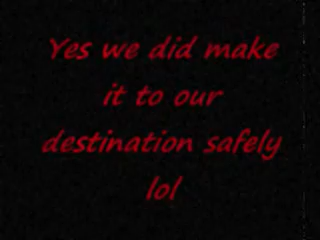 Yes we did make
it to our
destination safely
lol